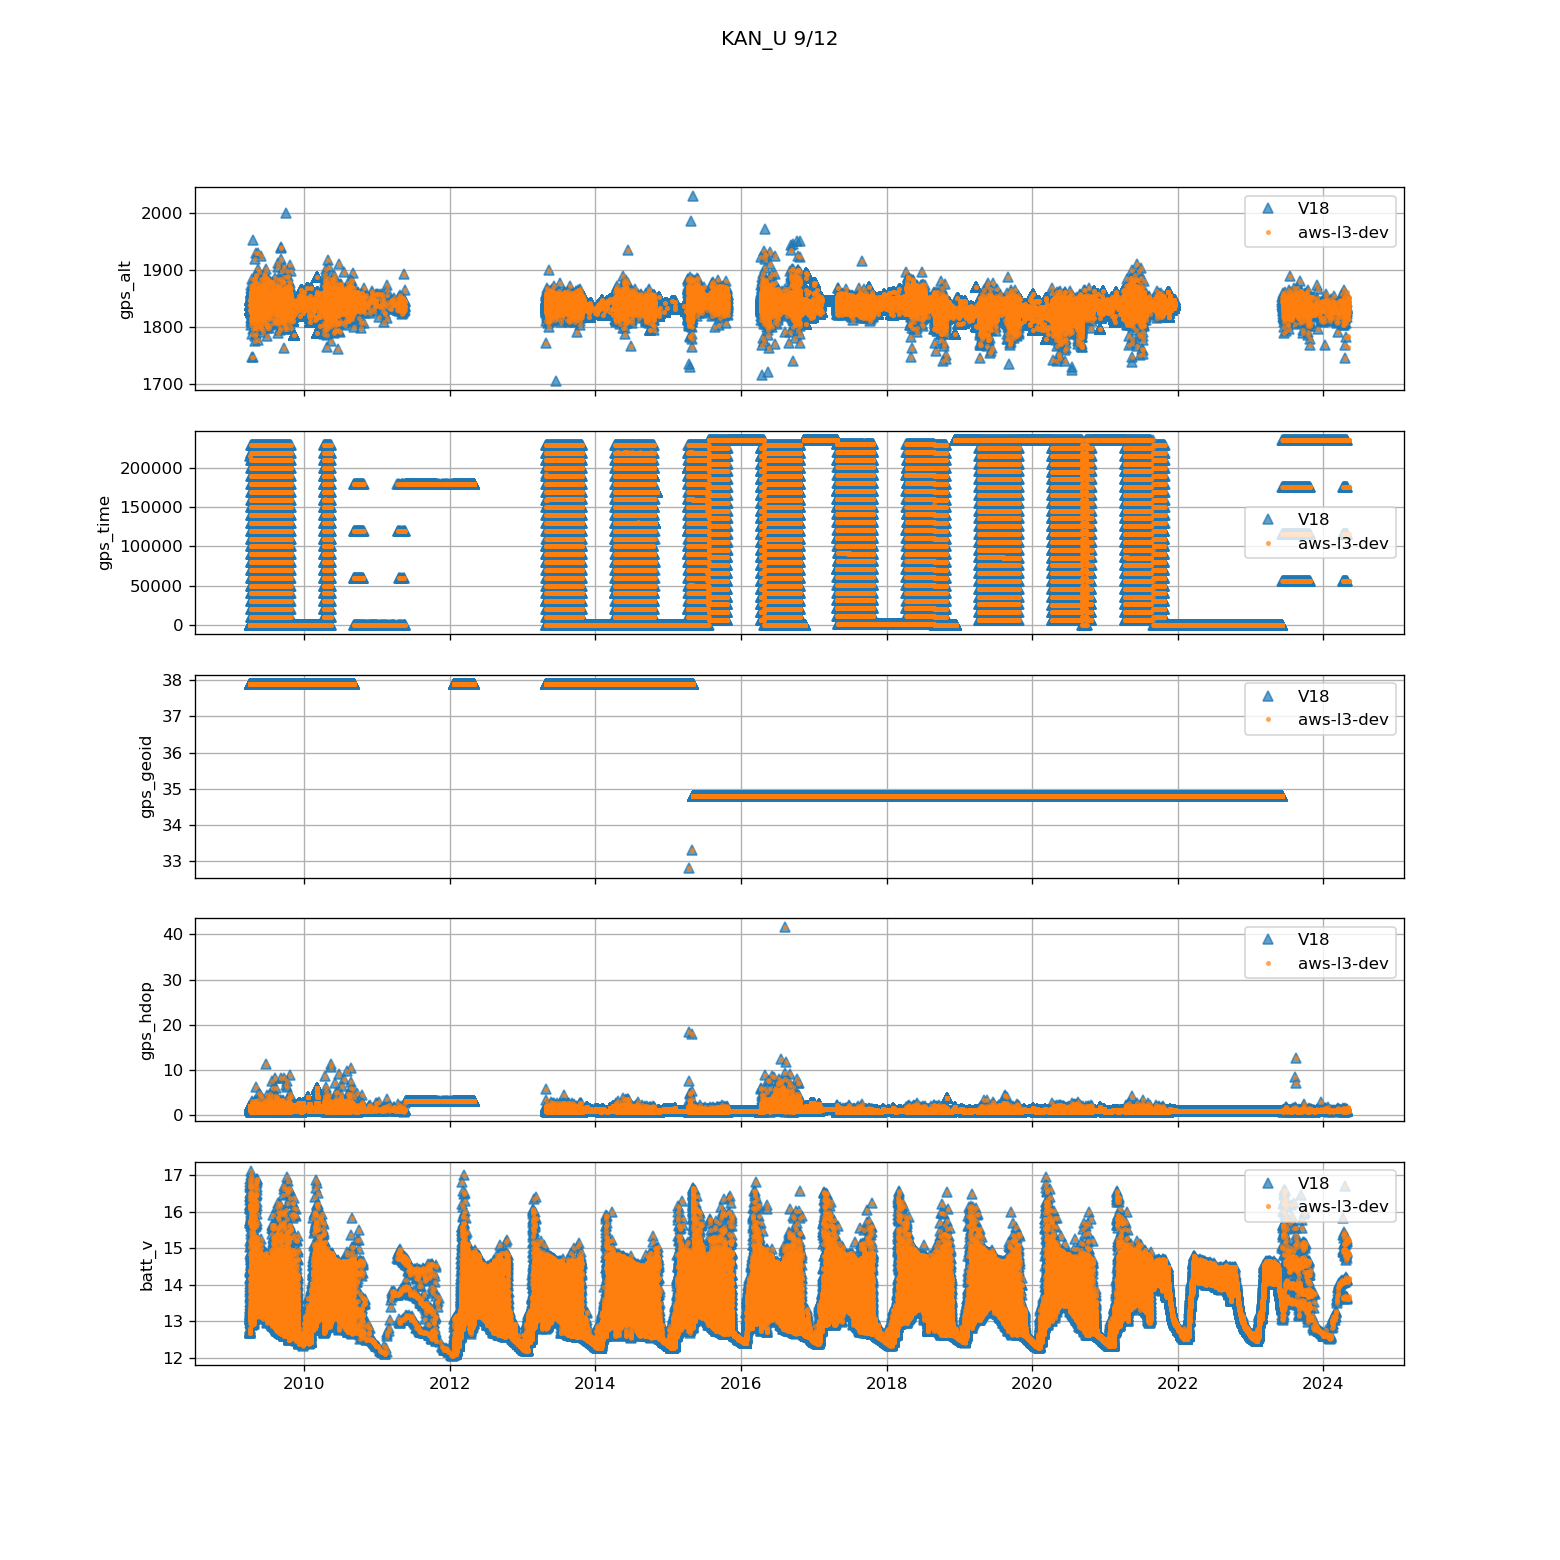 KAN_U 9/12
gps_alt
2000
1900
1800
1700
V18
aws-l3-dev
gps_time
200000
150000
100000
50000
0
V18
aws-l3-dev
gps_geoid
38
37
36
35
34
33
V18
aws-l3-dev
gps_hdop
40
30
20
10
0
V18
aws-l3-dev
batt_v
17
16
15
14
13
12
V18
aws-l3-dev
2010 2012 2014 2016 2018 2020 2022 2024